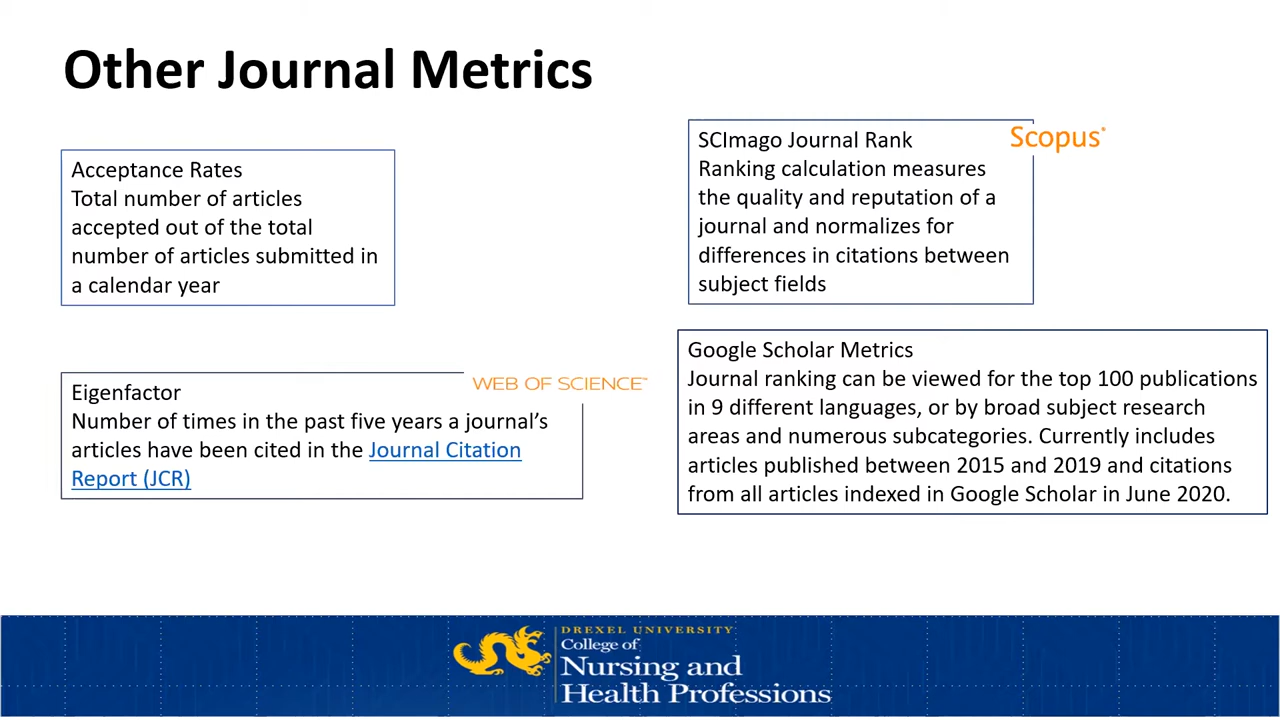 Other Journal Metrics
Acceptance Rates
Total number of articles
accepted out of the total
number of articles submitted in
a calendar year
SCImago Journal Rank
Ranking calculation measures
the quality and reputation of a
journal and normalizes for
differences in citations between
subject fields
Scopus®
Eigenfactor
Number of times in the past five years a journal’s
articles have been cited in the Journal Citation
Report (JCR)
WEB OF SCIENCE™
Google Scholar Metrics
Journal ranking can be viewed for the top 100 publications
in 9 different languages, or by broad subject research
areas and numerous subcategories. Currently includes
articles published between 2015 and 2019 and citations
from all articles indexed in Google Scholar in June 2020.
DREXEL UNIVERSITY
College of
Nursing and
Health Professions